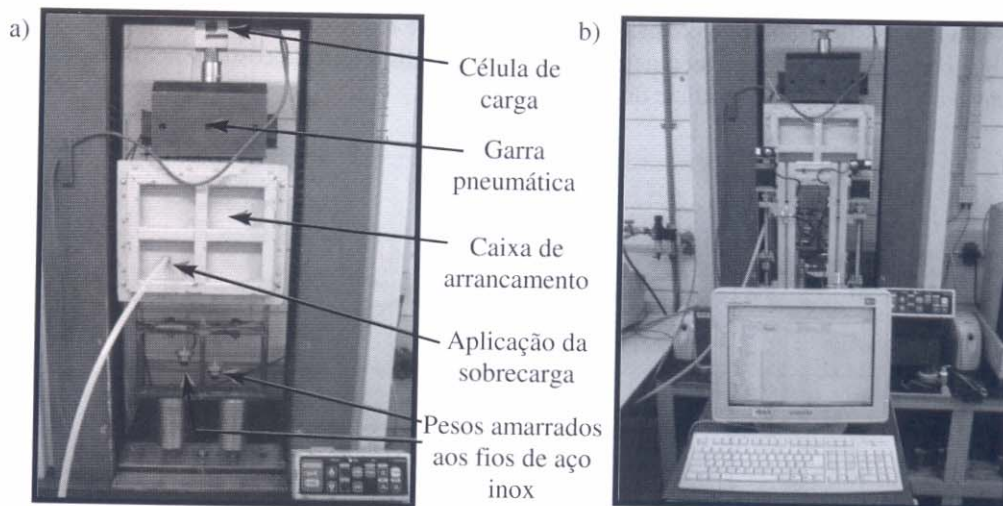 a)
b)
Célula de
carga
Garra
pneumática
Caixa de
arrancamento
Aplicação da
sobrecarga
Pesos amarrados
aos fios de aço
inox